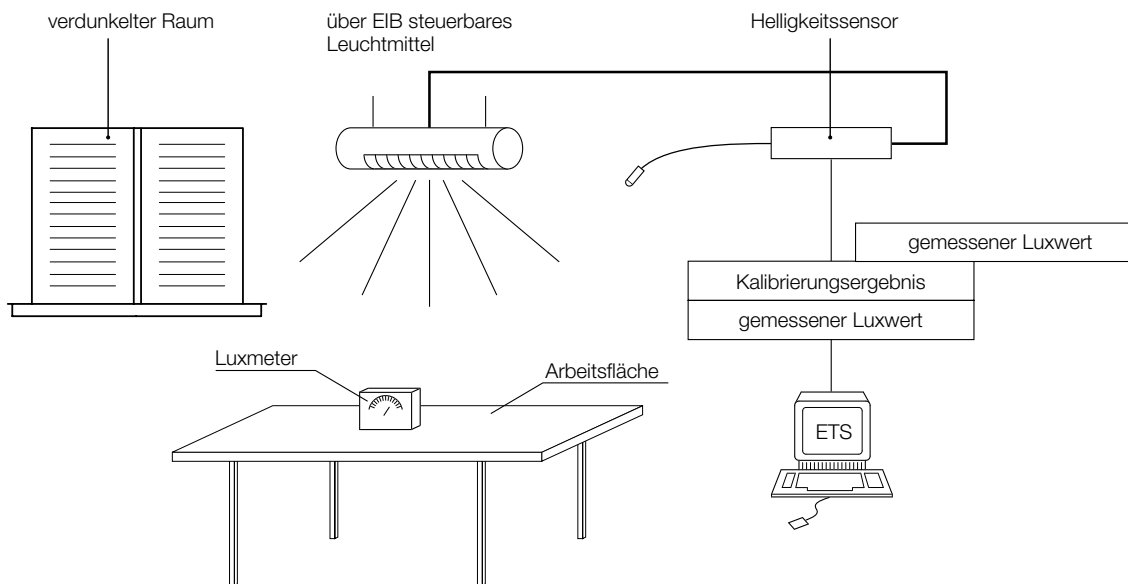 verdunkelter Raum
über EIB steuerbares
Leuchtmittel
Helligkeitssensor
gemessener Luxwert
Kalibrierungsergebnis
gemessener Luxwert
Luxmeter
Arbeitsfläche
ETS